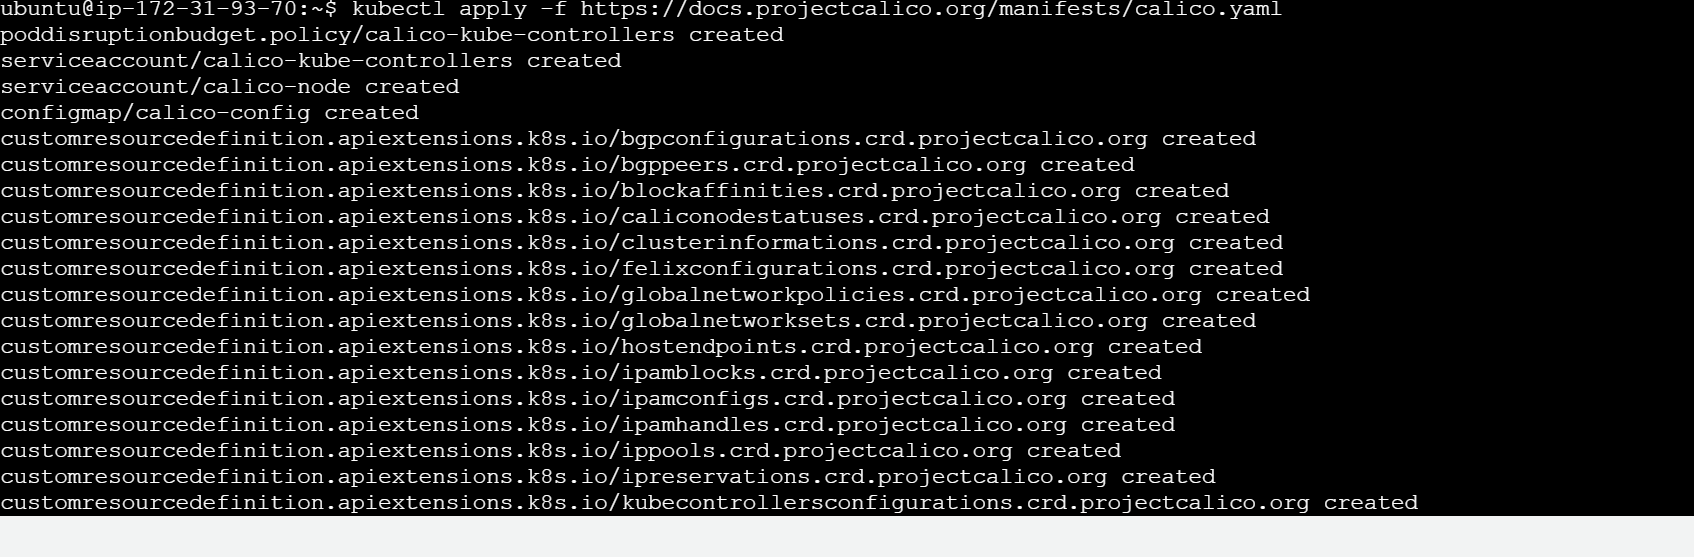 ubuntu@ip-172-31-93-70:~$ kubectl apply -f https://docs.projectcalico.org/manifests/calico.yaml
poddisruptionbudget.policy/calico-kube-controllers created
serviceaccount/calico-kube-controllers created
serviceaccount/calico-node created
configmap/calico-config created
customresourcedefinition.apiextensions.k8s.io/bgpconfigurations.crd.projectcalico.org created
customresourcedefinition.apiextensions.k8s.io/bgppeers.crd.projectcalico.org created
customresourcedefinition.apiextensions.k8s.io/blockaffinities.crd.projectcalico.org created
customresourcedefinition.apiextensions.k8s.io/caliconodestatuses.crd.projectcalico.org created
customresourcedefinition.apiextensions.k8s.io/clusterinformations.crd.projectcalico.org created
customresourcedefinition.apiextensions.k8s.io/felixconfigurations.crd.projectcalico.org created
customresourcedefinition.apiextensions.k8s.io/globalnetworkpolicies.crd.projectcalico.org created
customresourcedefinition.apiextensions.k8s.io/globalnetworksets.crd.projectcalico.org created
customresourcedefinition.apiextensions.k8s.io/hostendpoints.crd.projectcalico.org created
customresourcedefinition.apiextensions.k8s.io/ipamblocks.crd.projectcalico.org created
customresourcedefinition.apiextensions.k8s.io/ipamconfigs.crd.projectcalico.org created
customresourcedefinition.apiextensions.k8s.io/ipamhandles.crd.projectcalico.org created
customresourcedefinition.apiextensions.k8s.io/ippools.crd.projectcalico.org created
customresourcedefinition.apiextensions.k8s.io/ipreservations.crd.projectcalico.org created
customresourcedefinition.apiextensions.k8s.io/kubecontrollersconfigurations.crd.projectcalico.org created